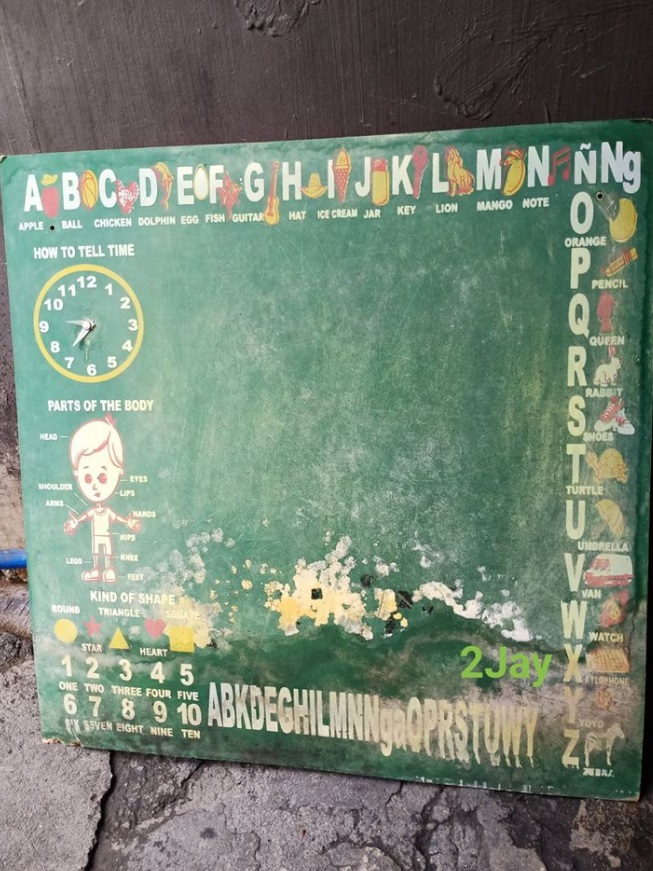 A B C D E F G H I J K L M N Ñ Ng
APPLE BALL CHICKEN DOLPHIN EGG FISH GUITAR HAT ICE CREAM JAR KEY LION MANGO NOTE
O
ORANGE
P
PENCIL
Q
QUEEN
R
RABBIT
S
SHOES
T
TURTLE
U
UMBRELLA
V
VAN
W
WATCH
X
XYLOPHONE
Y
YOYO
Z
HOW TO TELL TIME
12
11 1
10 2
9 3
8 4
7 5
6
PARTS OF THE BODY
HEAD
EYES
SHOULDER
LIPS
ARMS
HANDS
HIPS
KNEE
LEGS
FEET
KIND OF SHAPE
ROUND TRIANGLE SQUARE
STAR HEART
1 2 3 4 5
ONE TWO THREE FOUR FIVE
6 7 8 9 10
SIX SEVEN EIGHT NINE TEN
ABKDEGHILMNNgaOPRSTUWY
2Jay